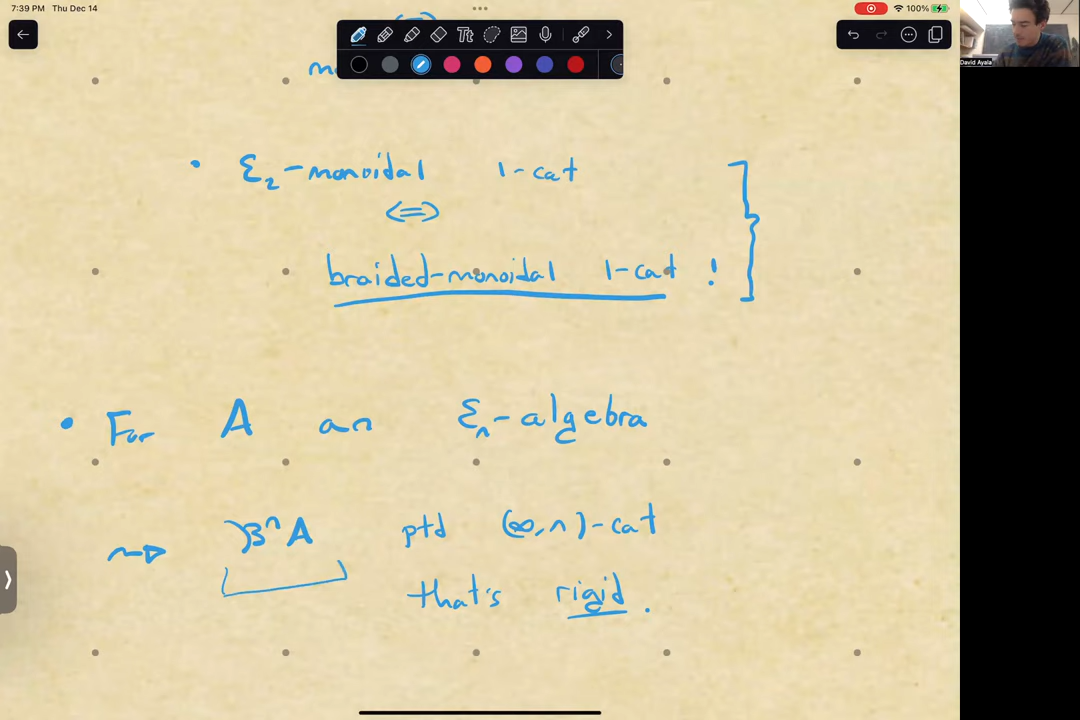 7:39 PM Thu Dec 14
100%
Tt
David Ayala
• ℰ₂-monoidal 1-cat
⇔
braided-monoidal 1-cat !
• For A an ℰₙ-algebra
⇝ 𝔅ⁿA ptd (∞,n)-cat
that's rigid.